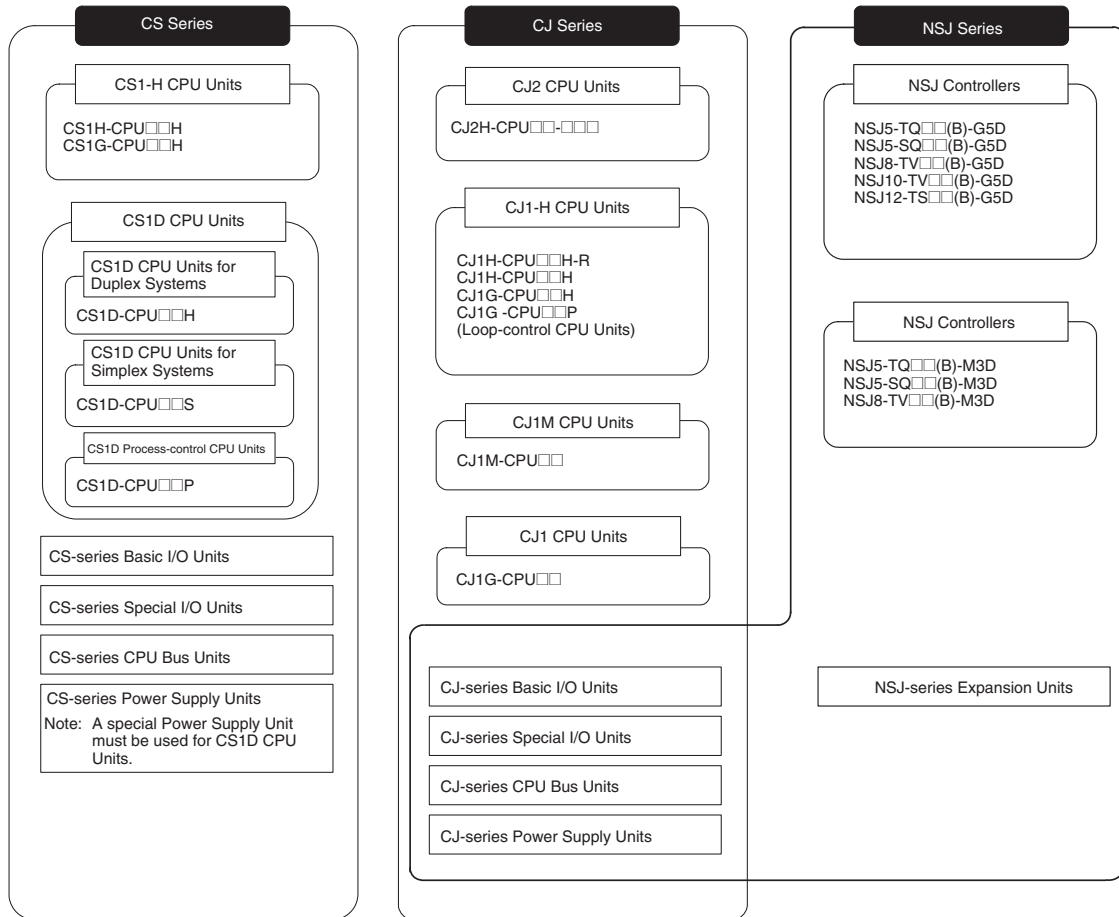 CS Series
CS1-H CPU Units
CS1H-CPU□□H
CS1G-CPU□□H
CS1D CPU Units
CS1D CPU Units for
Duplex Systems
CS1D-CPU□□H
CS1D CPU Units for
Simplex Systems
CS1D-CPU□□S
CS1D Process-control CPU Units
CS1D-CPU□□P
CS-series Basic I/O Units
CS-series Special I/O Units
CS-series CPU Bus Units
CS-series Power Supply Units
Note: A special Power Supply Unit
must be used for CS1D CPU
Units.
CJ Series
CJ2 CPU Units
CJ2H-CPU□□-□□□
CJ1-H CPU Units
CJ1H-CPU□□H-R
CJ1H-CPU□□H
CJ1G-CPU□□H
CJ1G -CPU□□P
(Loop-control CPU Units)
CJ1M CPU Units
CJ1M-CPU□□
CJ1 CPU Units
CJ1G-CPU□□
CJ-series Basic I/O Units
CJ-series Special I/O Units
CJ-series CPU Bus Units
CJ-series Power Supply Units
NSJ Series
NSJ Controllers
NSJ5-TQ□□(B)-G5D
NSJ5-SQ□□(B)-G5D
NSJ8-TV□□(B)-G5D
NSJ10-TV□□(B)-G5D
NSJ12-TS□□(B)-G5D
NSJ Controllers
NSJ5-TQ□□(B)-M3D
NSJ5-SQ□□(B)-M3D
NSJ8-TV□□(B)-M3D
NSJ-series Expansion Units